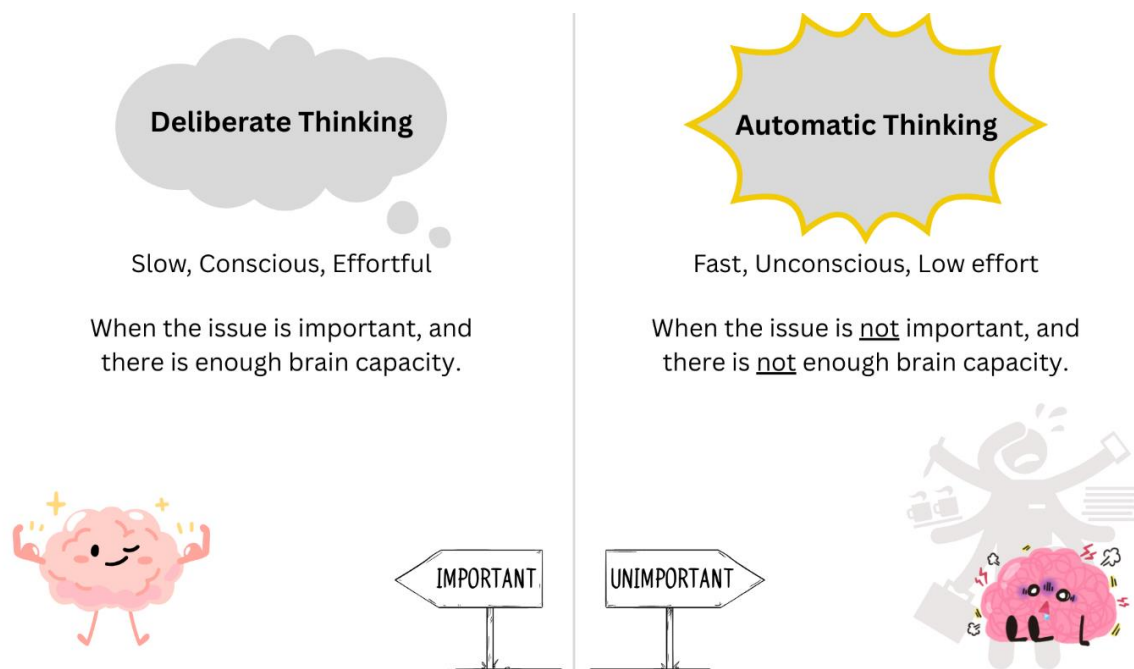 Deliberate Thinking
Slow, Conscious, Effortful
When the issue is important, and
there is enough brain capacity.
IMPORTANT
Automatic Thinking
Fast, Unconscious, Low effort
When the issue is not important, and
there is not enough brain capacity.
UNIMPORTANT